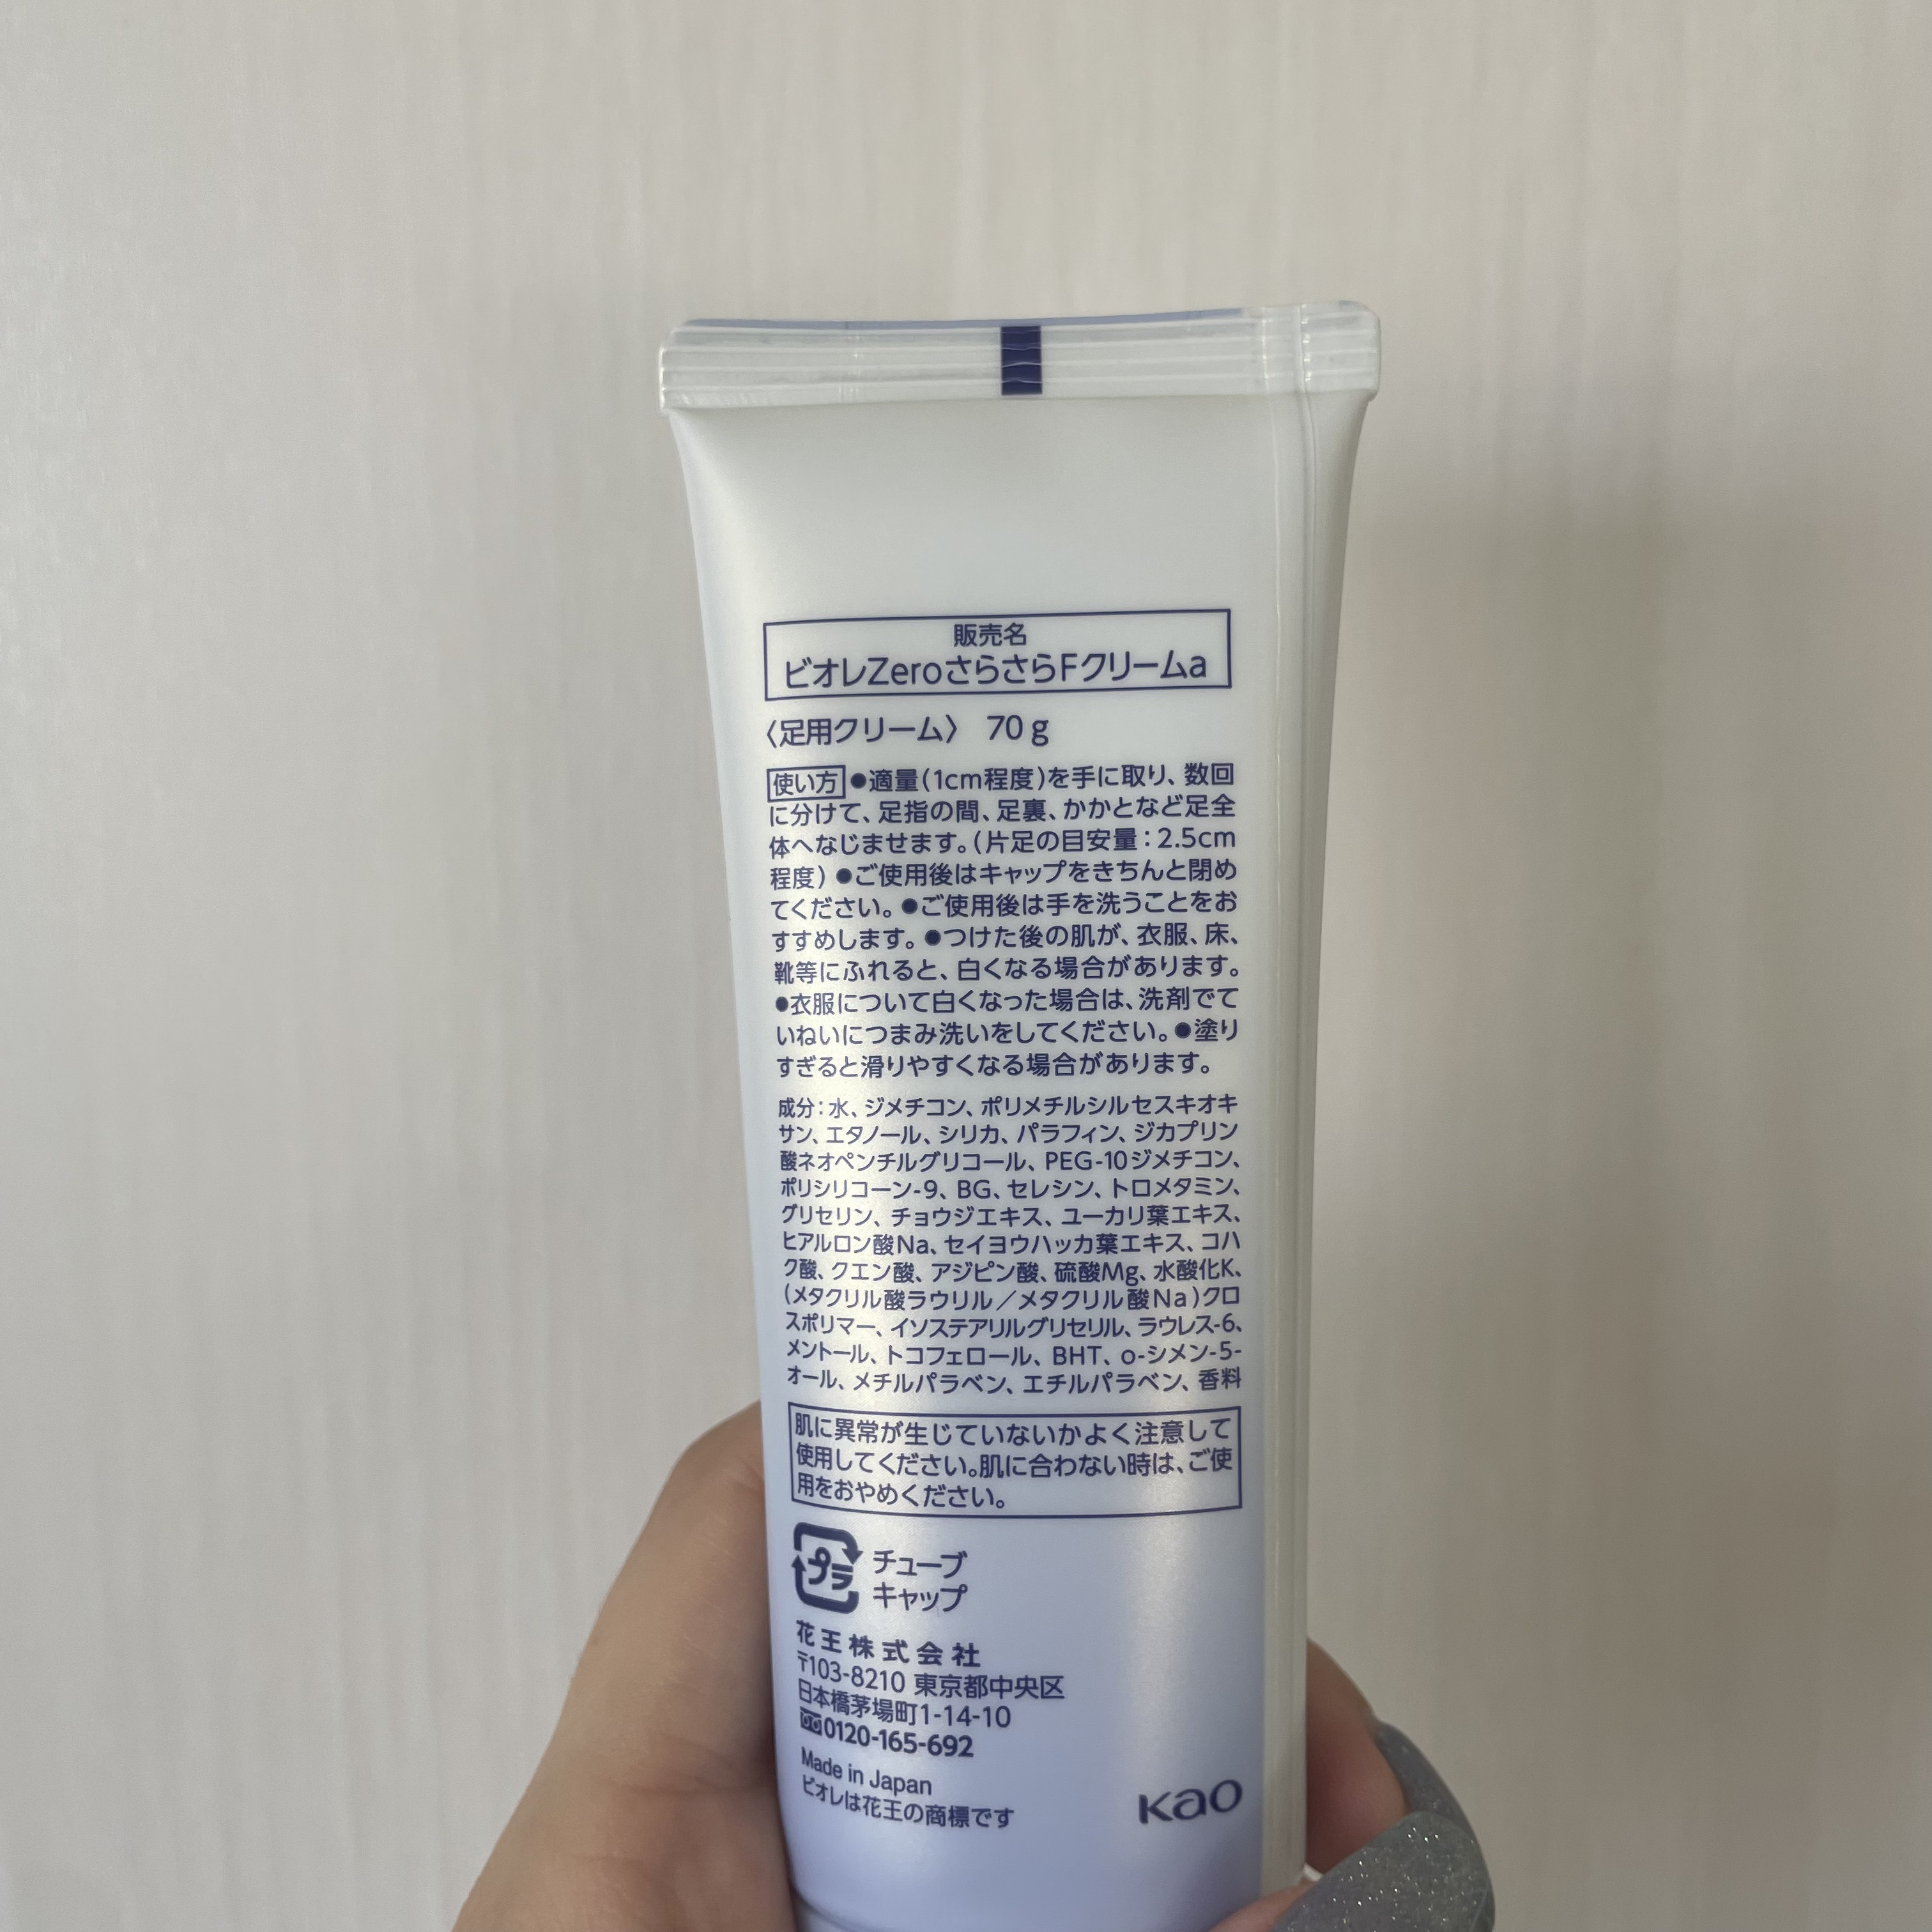 販売名
ビオレZeroさらさらFクリームa
〈足用クリーム〉 70g
使い方 ●適量(1cm程度)を手に取り、数回
に分けて、足指の間、足裏、かかとなど足全
体へなじませます。(片足の目安量：2.5cm
程度) ●ご使用後はキャップをきちんと閉め
てください。●ご使用後は手を洗うことをお
すすめします。●つけた後の肌が、衣服、床、
靴等にふれると、白くなる場合があります。
●衣服について白くなった場合は、洗剤でて
いねいにつまみ洗いをしてください。●塗り
すぎると滑りやすくなる場合があります。
成分：水、ジメチコン、ポリメチルシルセスキオキ
サン、エタノール、シリカ、パラフィン、ジカプリン
酸ネオペンチルグリコール、PEG-10ジメチコン、
ポリシリコーン-9、BG、セレシン、トロメタミン、
グリセリン、チョウジエキス、ユーカリ葉エキス、
ヒアルロン酸Na、セイヨウハッカ葉エキス、コハ
ク酸、クエン酸、アジピン酸、硫酸Mg、水酸化K、
(メタクリル酸ラウリル／メタクリル酸Na)クロ
スポリマー、イソステアリルグリセリル、ラウレス-6、
メントール、トコフェロール、BHT、o-シメン-5-
オール、メチルパラベン、エチルパラベン、香料
肌に異常が生じていないかよく注意して
使用してください。肌に合わない時は、ご使
用をおやめください。
プラ チューブ
キャップ
花王株式会社
〒103-8210 東京都中央区
日本橋茅場町1-14-10
0120-165-692
Made in Japan
ビオレは花王の商標です
Kao